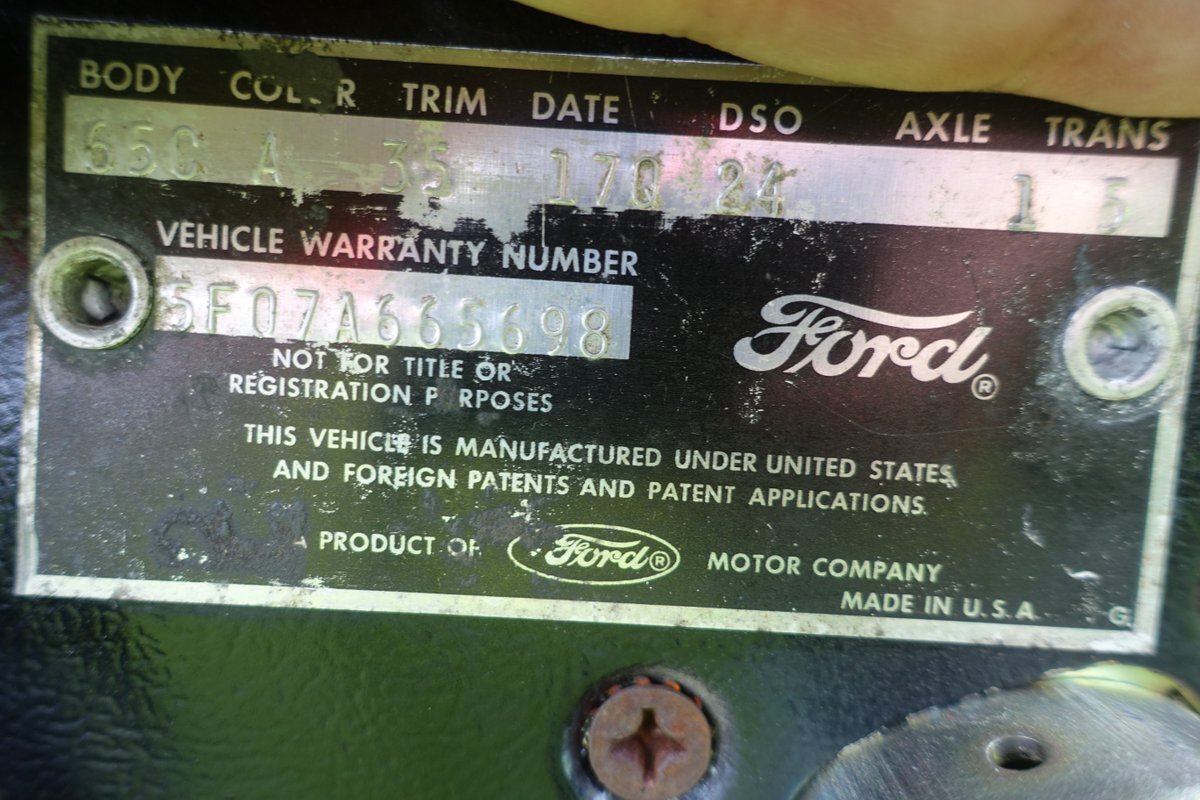 BODY COLOR TRIM DATE DSO AXLE TRANS
65C A 35 17Q 24 1 5
VEHICLE WARRANTY NUMBER
5F07A665698
Ford®
NOT FOR TITLE OR
REGISTRATION P RPOSES
THIS VEHICLE IS MANUFACTURED UNDER UNITED STATES
AND FOREIGN PATENTS AND PATENT APPLICATIONS.
PRODUCT OF Ford® MOTOR COMPANY
MADE IN U.S.A. G.